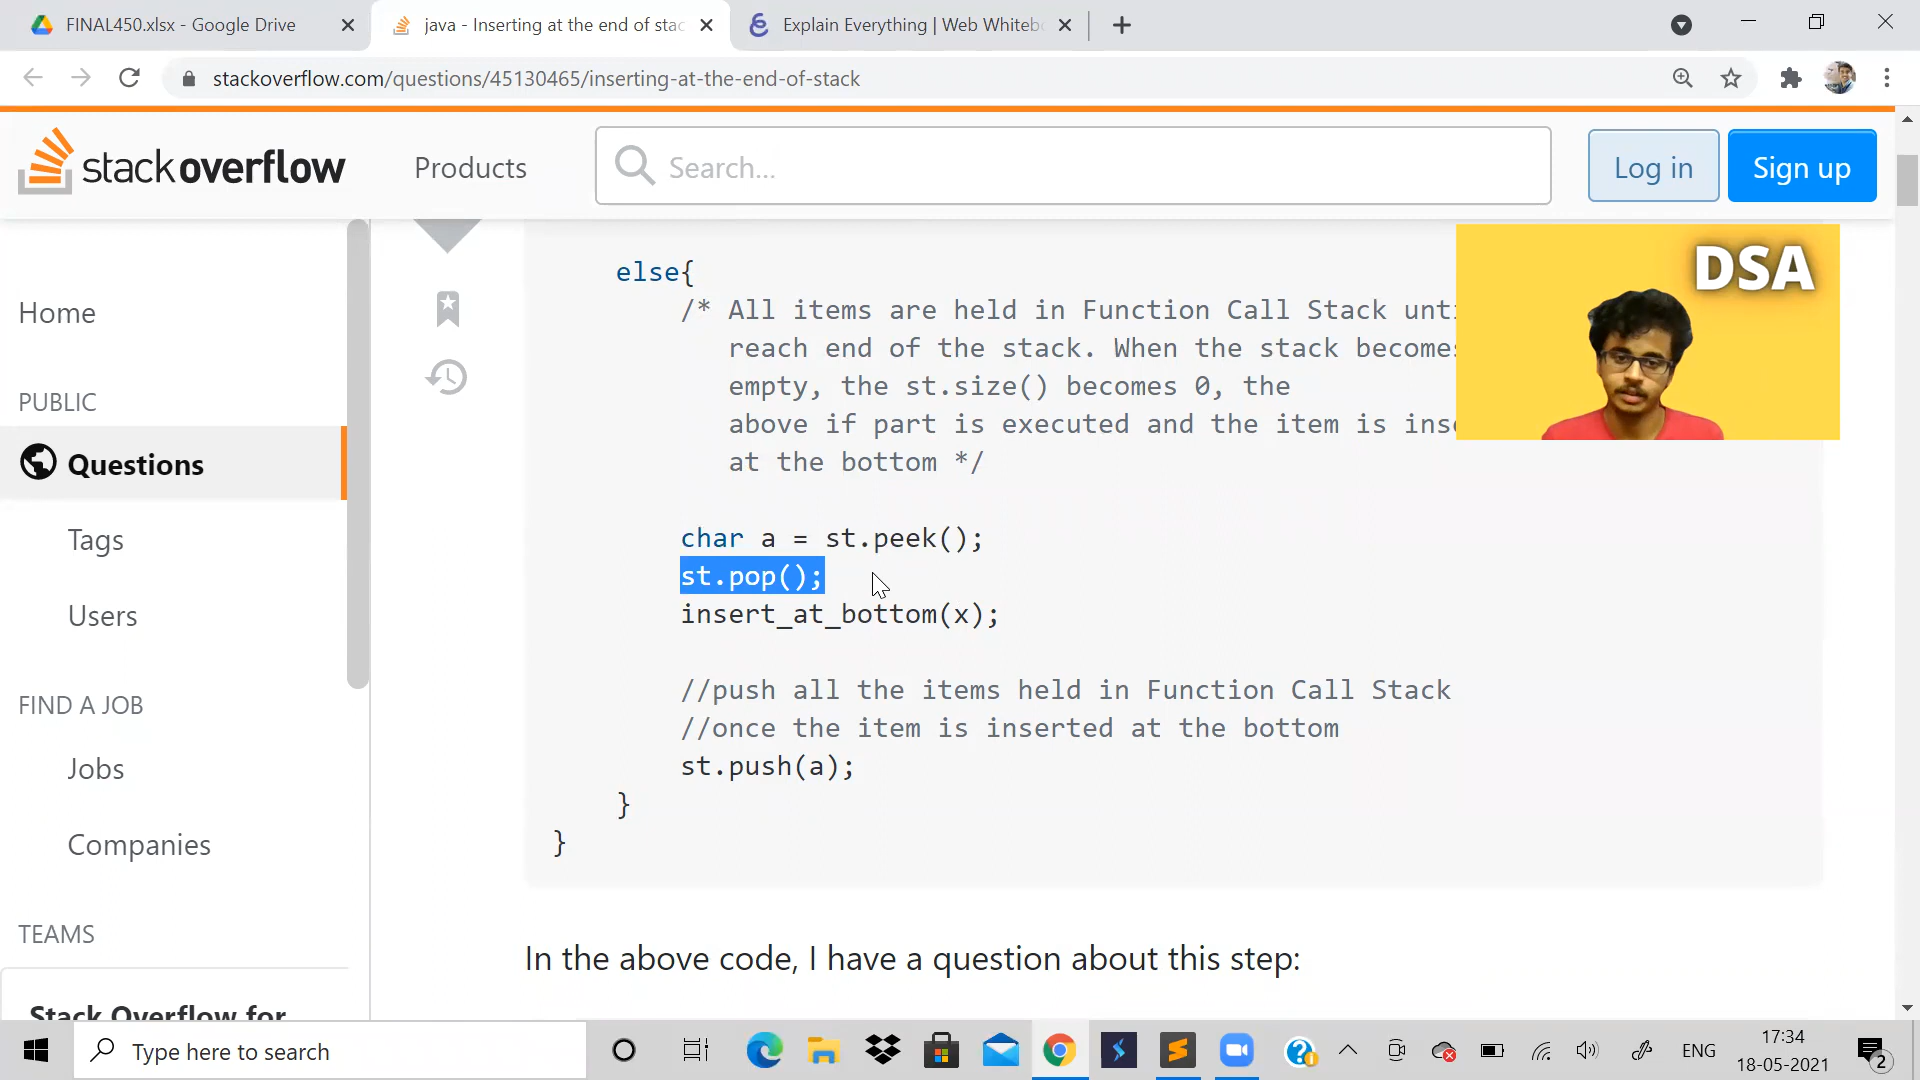 FINAL450.xlsx - Google Drive
java - Inserting at the end of stac
Explain Everything | Web Whitebo
stackoverflow.com/questions/45130465/inserting-at-the-end-of-stack
stackoverflow
Products
Search...
Log in
Sign up
DSA
Home
PUBLIC
Questions
Tags
Users
FIND A JOB
Jobs
Companies
TEAMS
Stack Overflow for
else{
/* All items are held in Function Call Stack unti
reach end of the stack. When the stack becomes
empty, the st.size() becomes 0, the
above if part is executed and the item is inse
at the bottom */
char a = st.peek();
st.pop();
insert_at_bottom(x);
//push all the items held in Function Call Stack
//once the item is inserted at the bottom
st.push(a);
}
}
In the above code, I have a question about this step:
Type here to search
ENG
17:34
18-05-2021
2